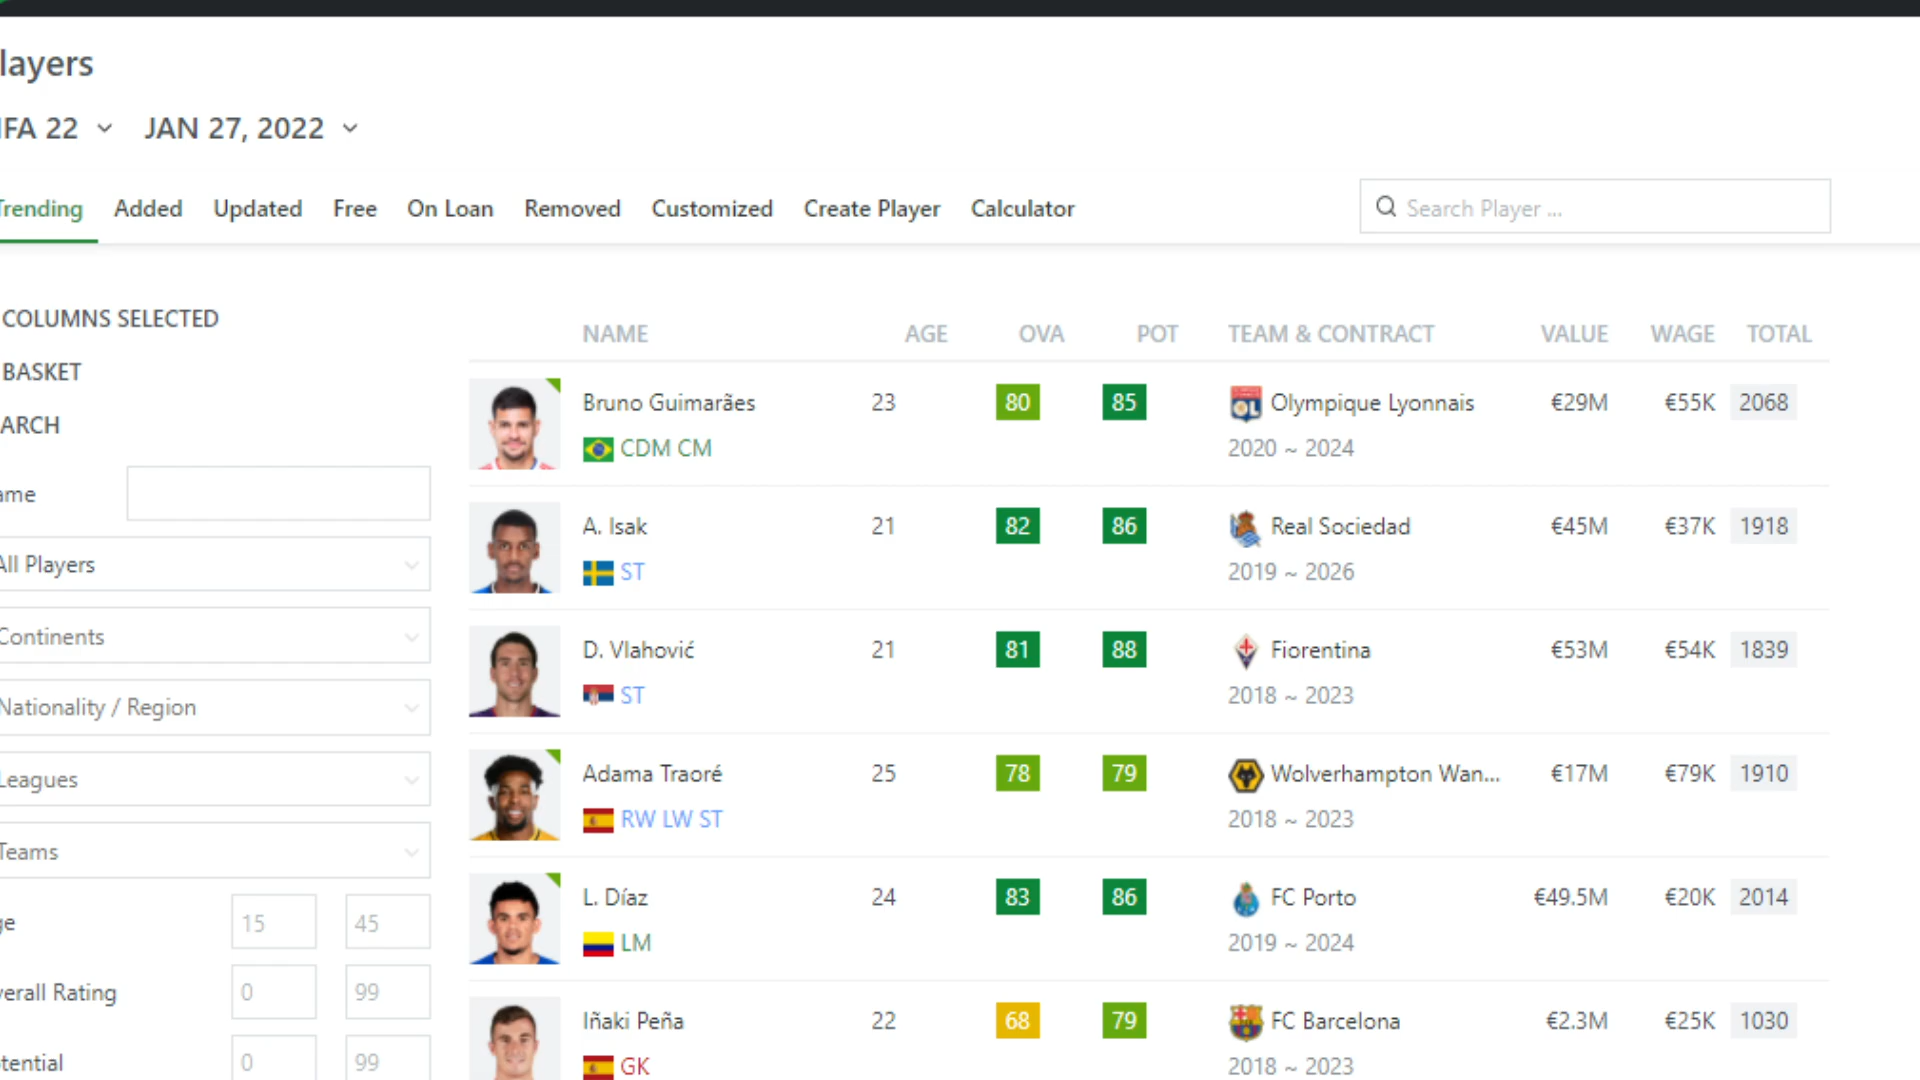 layers
IFA 22 JAN 27, 2022
Trending Added Updated Free On Loan Removed Customized Create Player Calculator Search Player ...
COLUMNS SELECTED
BASKET
ARCH
ame
All Players
Continents
Nationality / Region
Leagues
Teams
ge 15 45
verall Rating 0 99
tential 0 99
NAME AGE OVA POT TEAM & CONTRACT VALUE WAGE TOTAL
Bruno Guimarães 23 80 85 Olympique Lyonnais €29M €55K 2068
CDM CM 2020 ~ 2024
A. Isak 21 82 86 Real Sociedad €45M €37K 1918
ST 2019 ~ 2026
D. Vlahović 21 81 88 Fiorentina €53M €54K 1839
ST 2018 ~ 2023
Adama Traoré 25 78 79 Wolverhampton Wan... €17M €79K 1910
RW LW ST 2018 ~ 2023
L. Díaz 24 83 86 FC Porto €49.5M €20K 2014
LM 2019 ~ 2024
Iñaki Peña 22 68 79 FC Barcelona €2.3M €25K 1030
GK 2018 ~ 2023